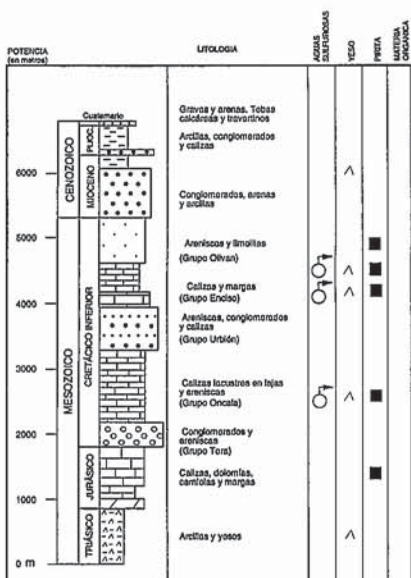 POTENCIA
(en metros)
LITOLOGIA
AGUAS
SULFUROSAS
YESO
PIRITA
MATERIA
ORGANICA
CENOZOICO
MESOZOICO
PLIOC.
MIOCENO
CRETÁCICO INFERIOR
JURÁSICO
TRIÁSICO
Cuaternario
6000
5000
4000
3000
2000
1000
0 m
Gravas y arenas. Tobas
calcáreas y travertinos
Arcillas, conglomerados
y calizas
Conglomerados, arenas
y arcillas
Areniscas y limolitas
(Grupo Oliván)
Calizas y margas
(Grupo Enciso)
Areniscas, conglomerados
y calizas
(Grupo Urbión)
Calizas lacustres en lajas
y areniscas
(Grupo Oncala)
Conglomerados y
areniscas
(Grupo Tera)
Calizas, dolomías,
carniolas y margas
Arcillas y yesos